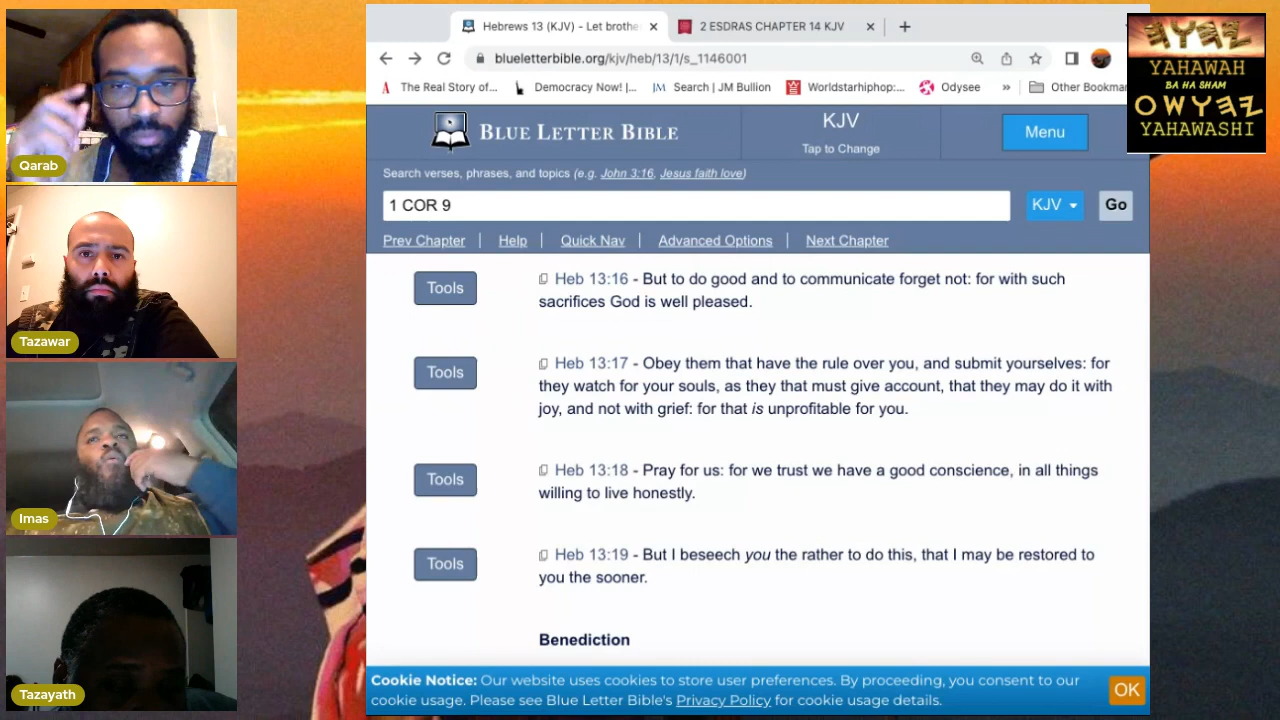 Qarab
Tazawar
Imas
Tazayath
Hebrews 13 (KJV) - Let brothe
2 ESDRAS CHAPTER 14 KJV
blueletterbible.org/kjv/heb/13/1/s_1146001
The Real Story of...
Democracy Now! |...
Search | JM Bullion
Worldstarhiphop:...
Odysee
»
Other Bookmar
BLUE LETTER BIBLE
KJV
Tap to Change
Menu
Search verses, phrases, and topics (e.g. John 3:16, Jesus faith love)
1 COR 9
KJV
Go
Prev Chapter | Help | Quick Nav | Advanced Options | Next Chapter
Tools
Heb 13:16 - But to do good and to communicate forget not: for with such
sacrifices God is well pleased.
Tools
Heb 13:17 - Obey them that have the rule over you, and submit yourselves: for
they watch for your souls, as they that must give account, that they may do it with
joy, and not with grief: for that is unprofitable for you.
Tools
Heb 13:18 - Pray for us: for we trust we have a good conscience, in all things
willing to live honestly.
Tools
Heb 13:19 - But I beseech you the rather to do this, that I may be restored to
you the sooner.
Benediction
Cookie Notice: Our website uses cookies to store user preferences. By proceeding, you consent to our
cookie usage. Please see Blue Letter Bible's Privacy Policy for cookie usage details.
OK
YAHAWAH
BA HA SHAM
YAHAWASHI